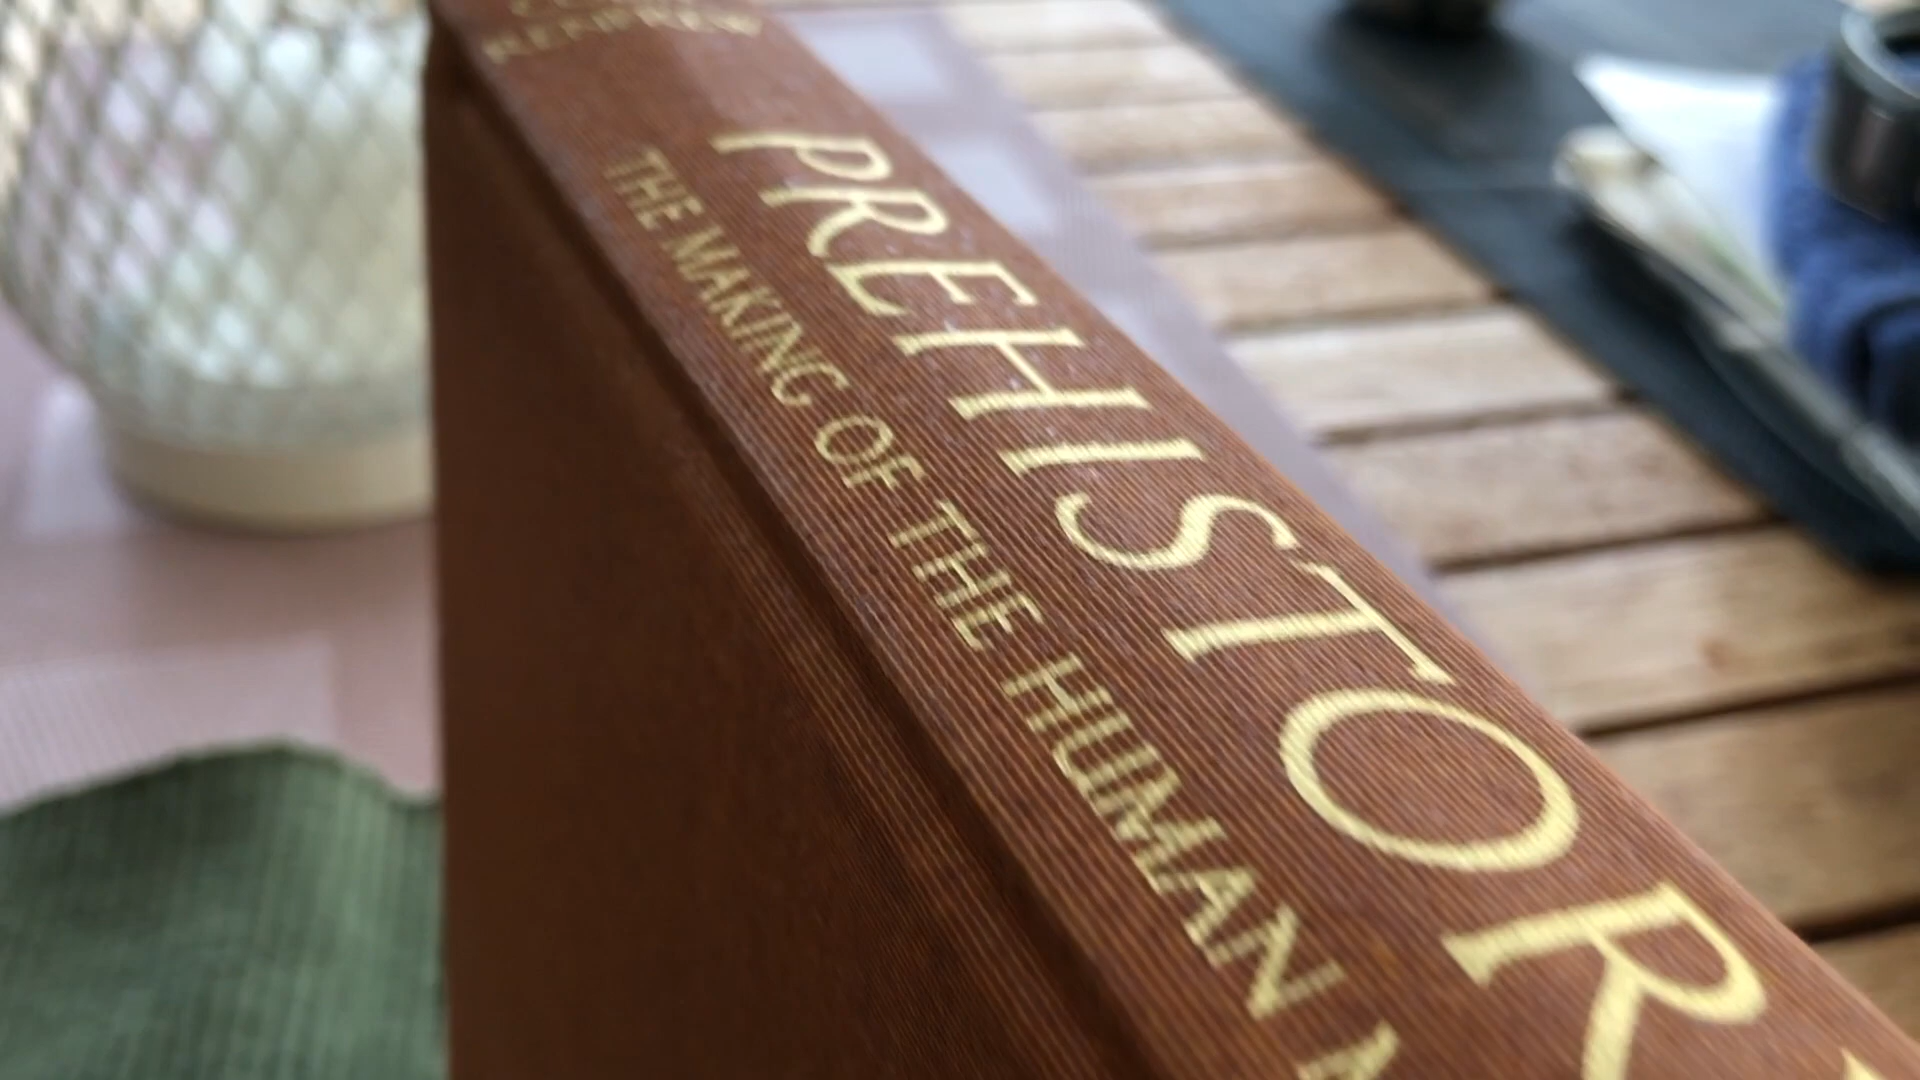 PREHISTOR
THE MAKING OF THE HUMAN